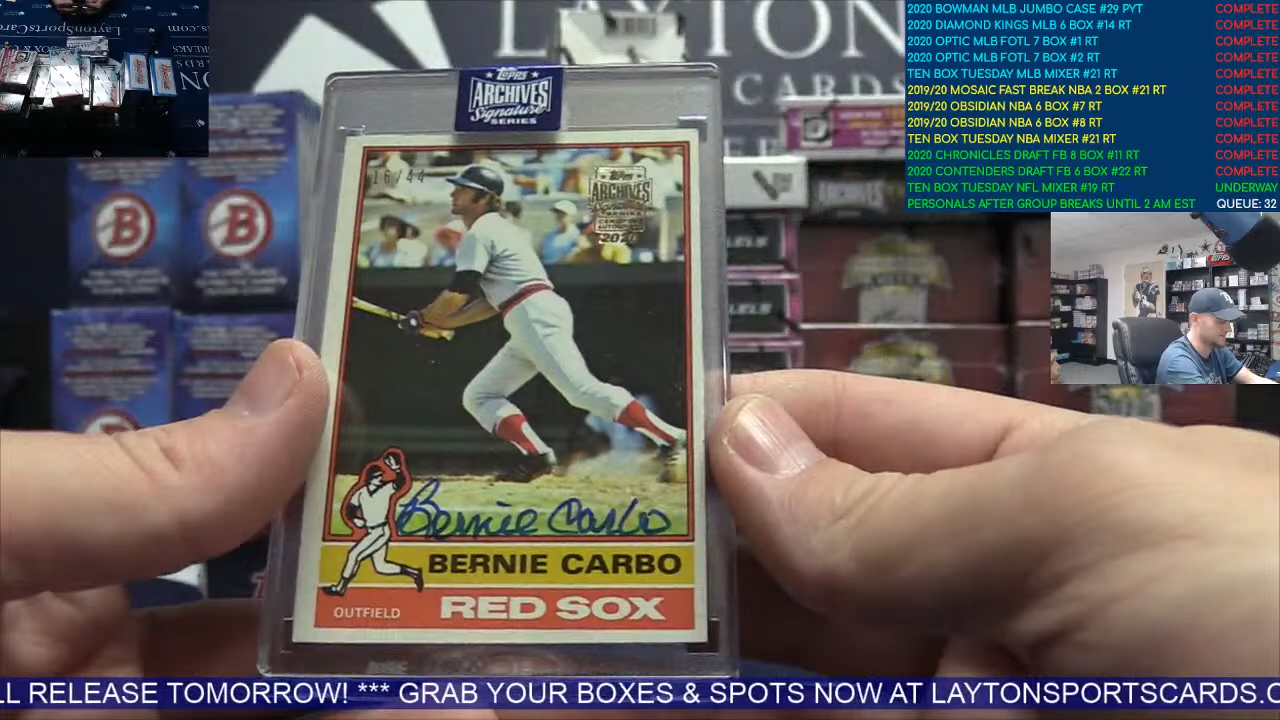 2020 BOWMAN MLB JUMBO CASE #29 PYT COMPLETE
2020 DIAMOND KINGS MLB 6 BOX #14 RT COMPLETE
2020 OPTIC MLB FOTL 7 BOX #1 RT COMPLETE
2020 OPTIC MLB FOTL 7 BOX #2 RT COMPLETE
TEN BOX TUESDAY MLB MIXER #21 RT COMPLETE
2019/20 MOSAIC FAST BREAK NBA 2 BOX #21 RT COMPLETE
2019/20 OBSIDIAN NBA 6 BOX #7 RT COMPLETE
2019/20 OBSIDIAN NBA 6 BOX #8 RT COMPLETE
TEN BOX TUESDAY NBA MIXER #21 RT COMPLETE
2020 CHRONICLES DRAFT FB 8 BOX #11 RT COMPLETE
2020 CONTENDERS DRAFT FB 6 BOX #22 RT COMPLETE
TEN BOX TUESDAY NFL MIXER #19 RT UNDERWAY
PERSONALS AFTER GROUP BREAKS UNTIL 2 AM EST QUEUE: 32
LAYTON
CARDS
Topps
ARCHIVES
Signature
SERIES
16/44
Topps
ARCHIVES
B
B
Bernie Carbo
BERNIE CARBO
OUTFIELD
RED SOX
LL RELEASE TOMORROW! *** GRAB YOUR BOXES & SPOTS NOW AT LAYTONSPORTSCARDS.C